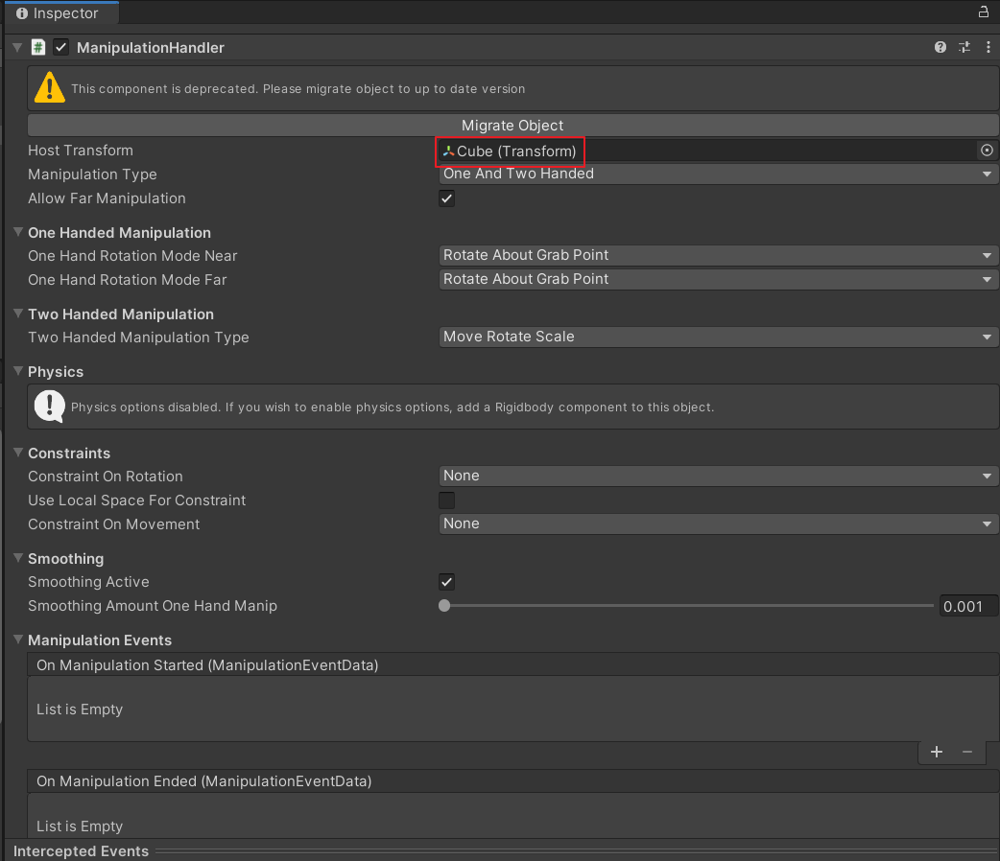 Inspector
# ManipulationHandler
This component is deprecated. Please migrate object to up to date version
Migrate Object
Host Transform Cube (Transform)
Manipulation Type One And Two Handed
Allow Far Manipulation
One Handed Manipulation
One Hand Rotation Mode Near Rotate About Grab Point
One Hand Rotation Mode Far Rotate About Grab Point
Two Handed Manipulation
Two Handed Manipulation Type Move Rotate Scale
Physics
Physics options disabled. If you wish to enable physics options, add a Rigidbody component to this object.
Constraints
Constraint On Rotation None
Use Local Space For Constraint
Constraint On Movement None
Smoothing
Smoothing Active
Smoothing Amount One Hand Manip 0.001
Manipulation Events
On Manipulation Started (ManipulationEventData)
List is Empty
+ −
On Manipulation Ended (ManipulationEventData)
List is Empty
Intercepted Events